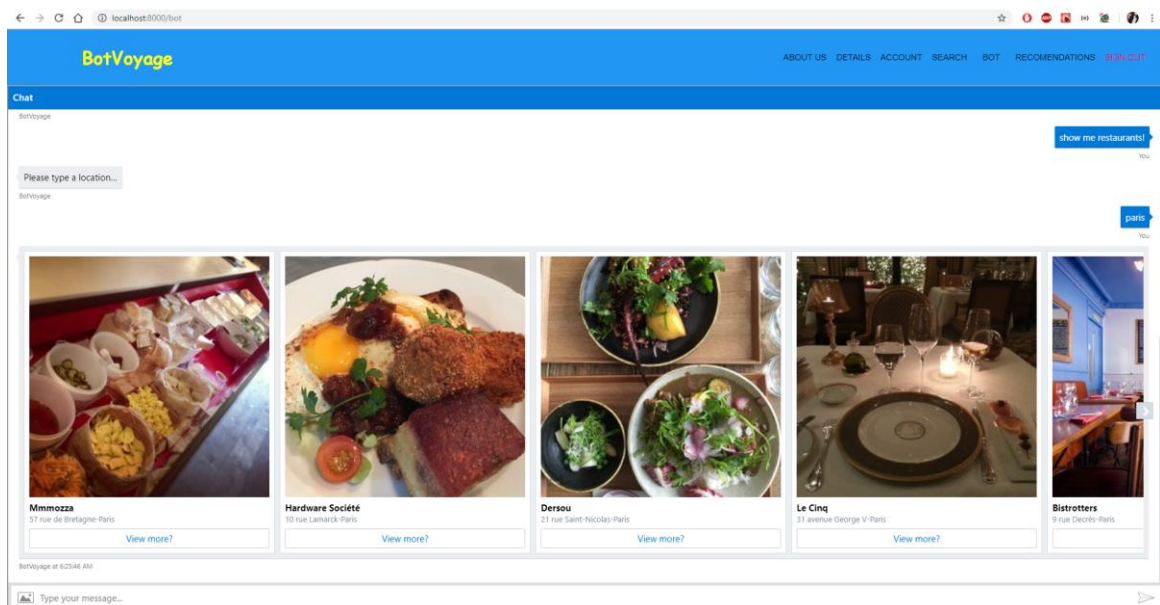 localhost:8000/bot
BotVoyage
ABOUT US DETAILS ACCOUNT SEARCH BOT RECOMENDATIONS SIGN OUT
Chat
BotVoyage
show me restaurants!
You
Please type a location...
BotVoyage
paris
You
Mmmozza
57 rue de Bretagne-Paris
View more?
Hardware Société
10 rue Lamarck-Paris
View more?
Dersou
21 rue Saint-Nicolas-Paris
View more?
Le Cinq
31 avenue George V-Paris
View more?
Bistrotters
9 rue Decrès-Paris
View more?
BotVoyage at 6:23:46 AM
Type your message...